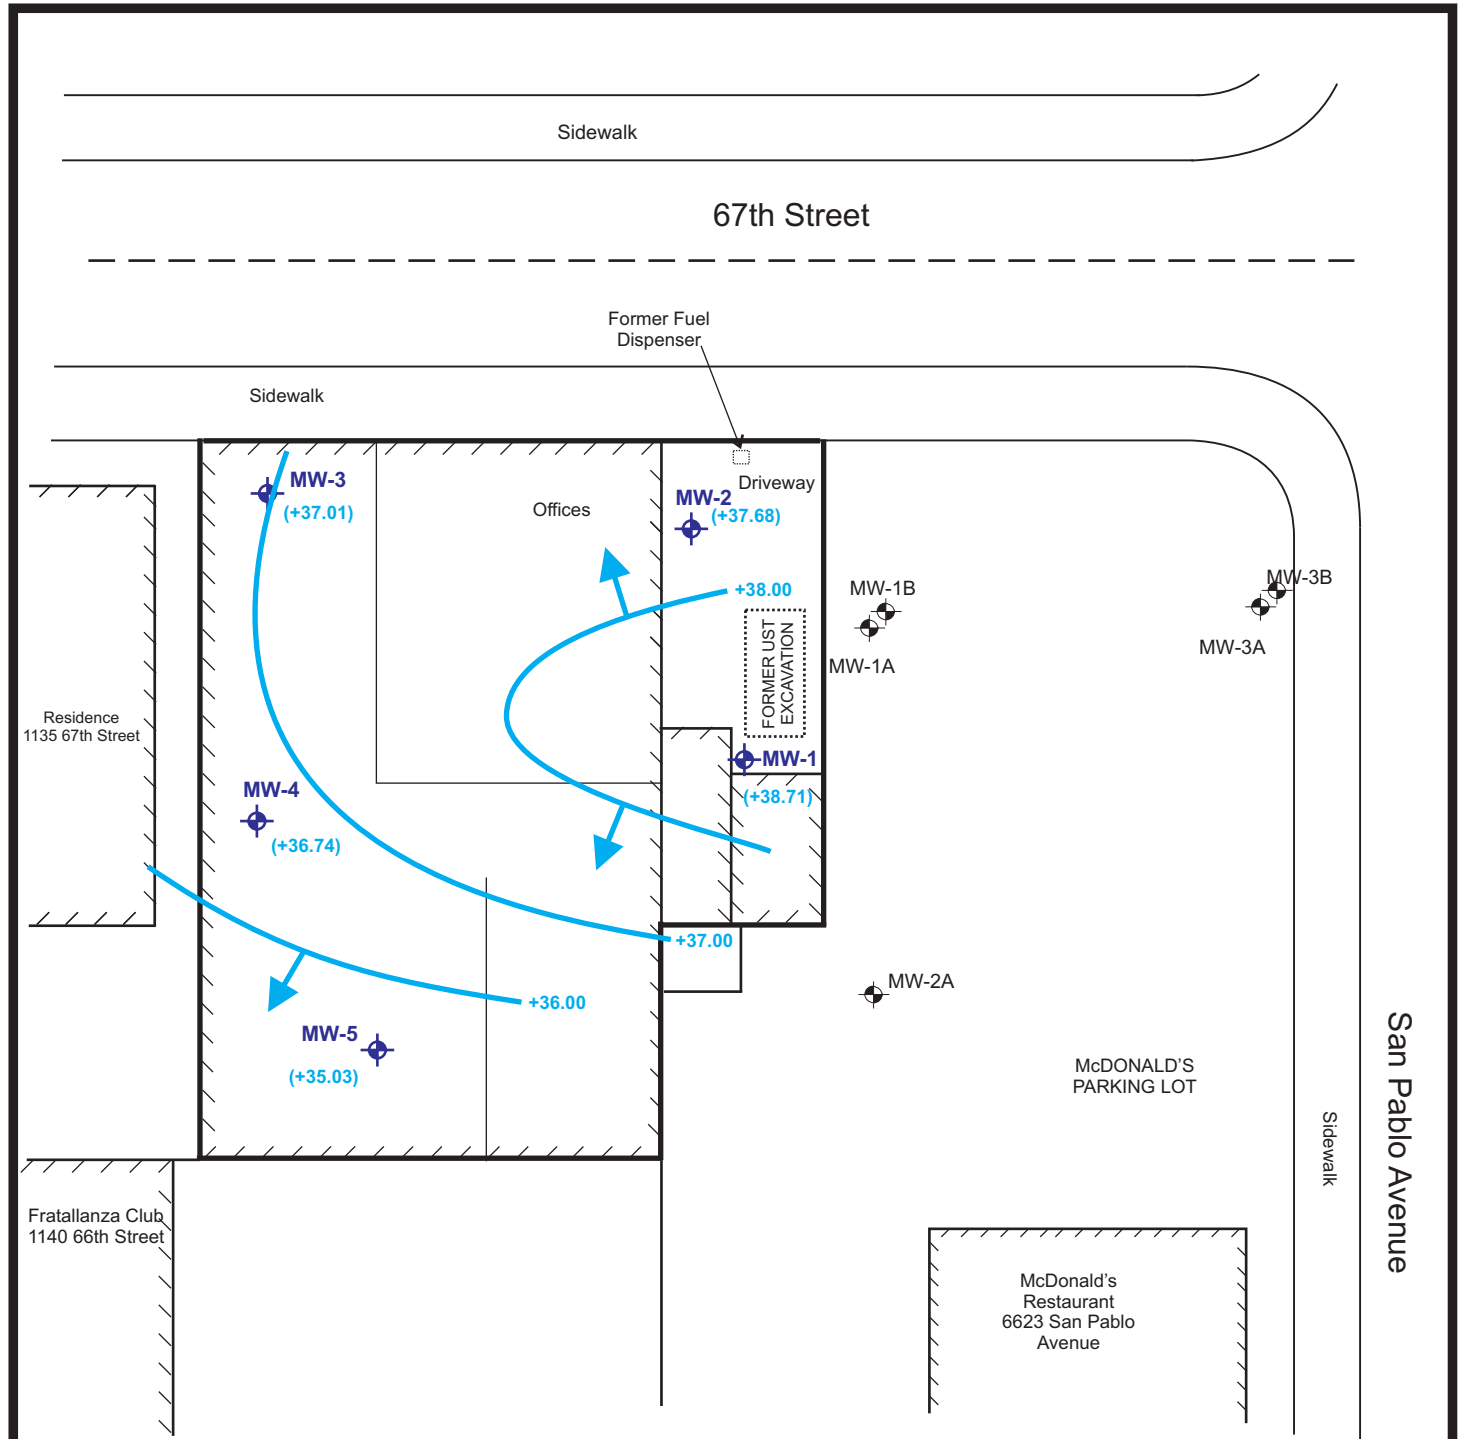 Sidewalk
67th Street
Former Fuel
Dispenser
Sidewalk
MW-3
(+37.01)
Offices
Driveway
MW-2
(+37.68)
+38.00
MW-1B
MW-1A
MW-3B
MW-3A
FORMER UST
EXCAVATION
Residence
1135 67th Street
MW-1
(+38.71)
MW-4
(+36.74)
+37.00
+36.00
MW-2A
MW-5
(+35.03)
McDONALD'S
PARKING LOT
San Pablo Avenue
Sidewalk
Fratallanza Club
1140 66th Street
McDonald's
Restaurant
6623 San Pablo
Avenue